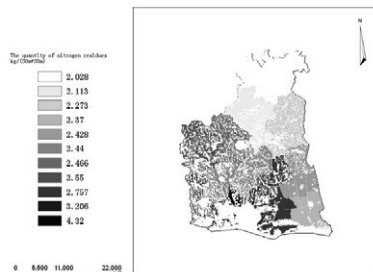 N
The quantity of nitrogen residues
kg/(30m*30m)
2.028
2.113
2.273
2.37
2.428
2.44
2.466
2.55
2.757
3.206
4.32
0 5,500 11,000 22,000